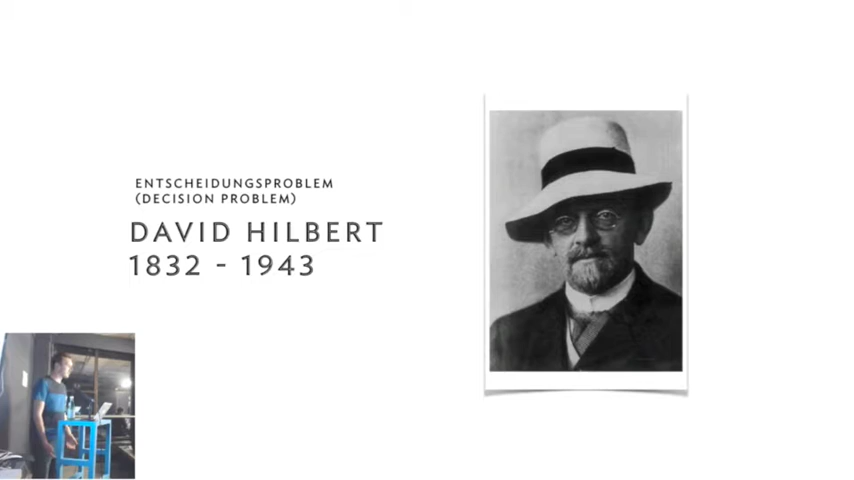 ENTSCHEIDUNGSPROBLEM
(DECISION PROBLEM)
DAVID HILBERT
1832 - 1943